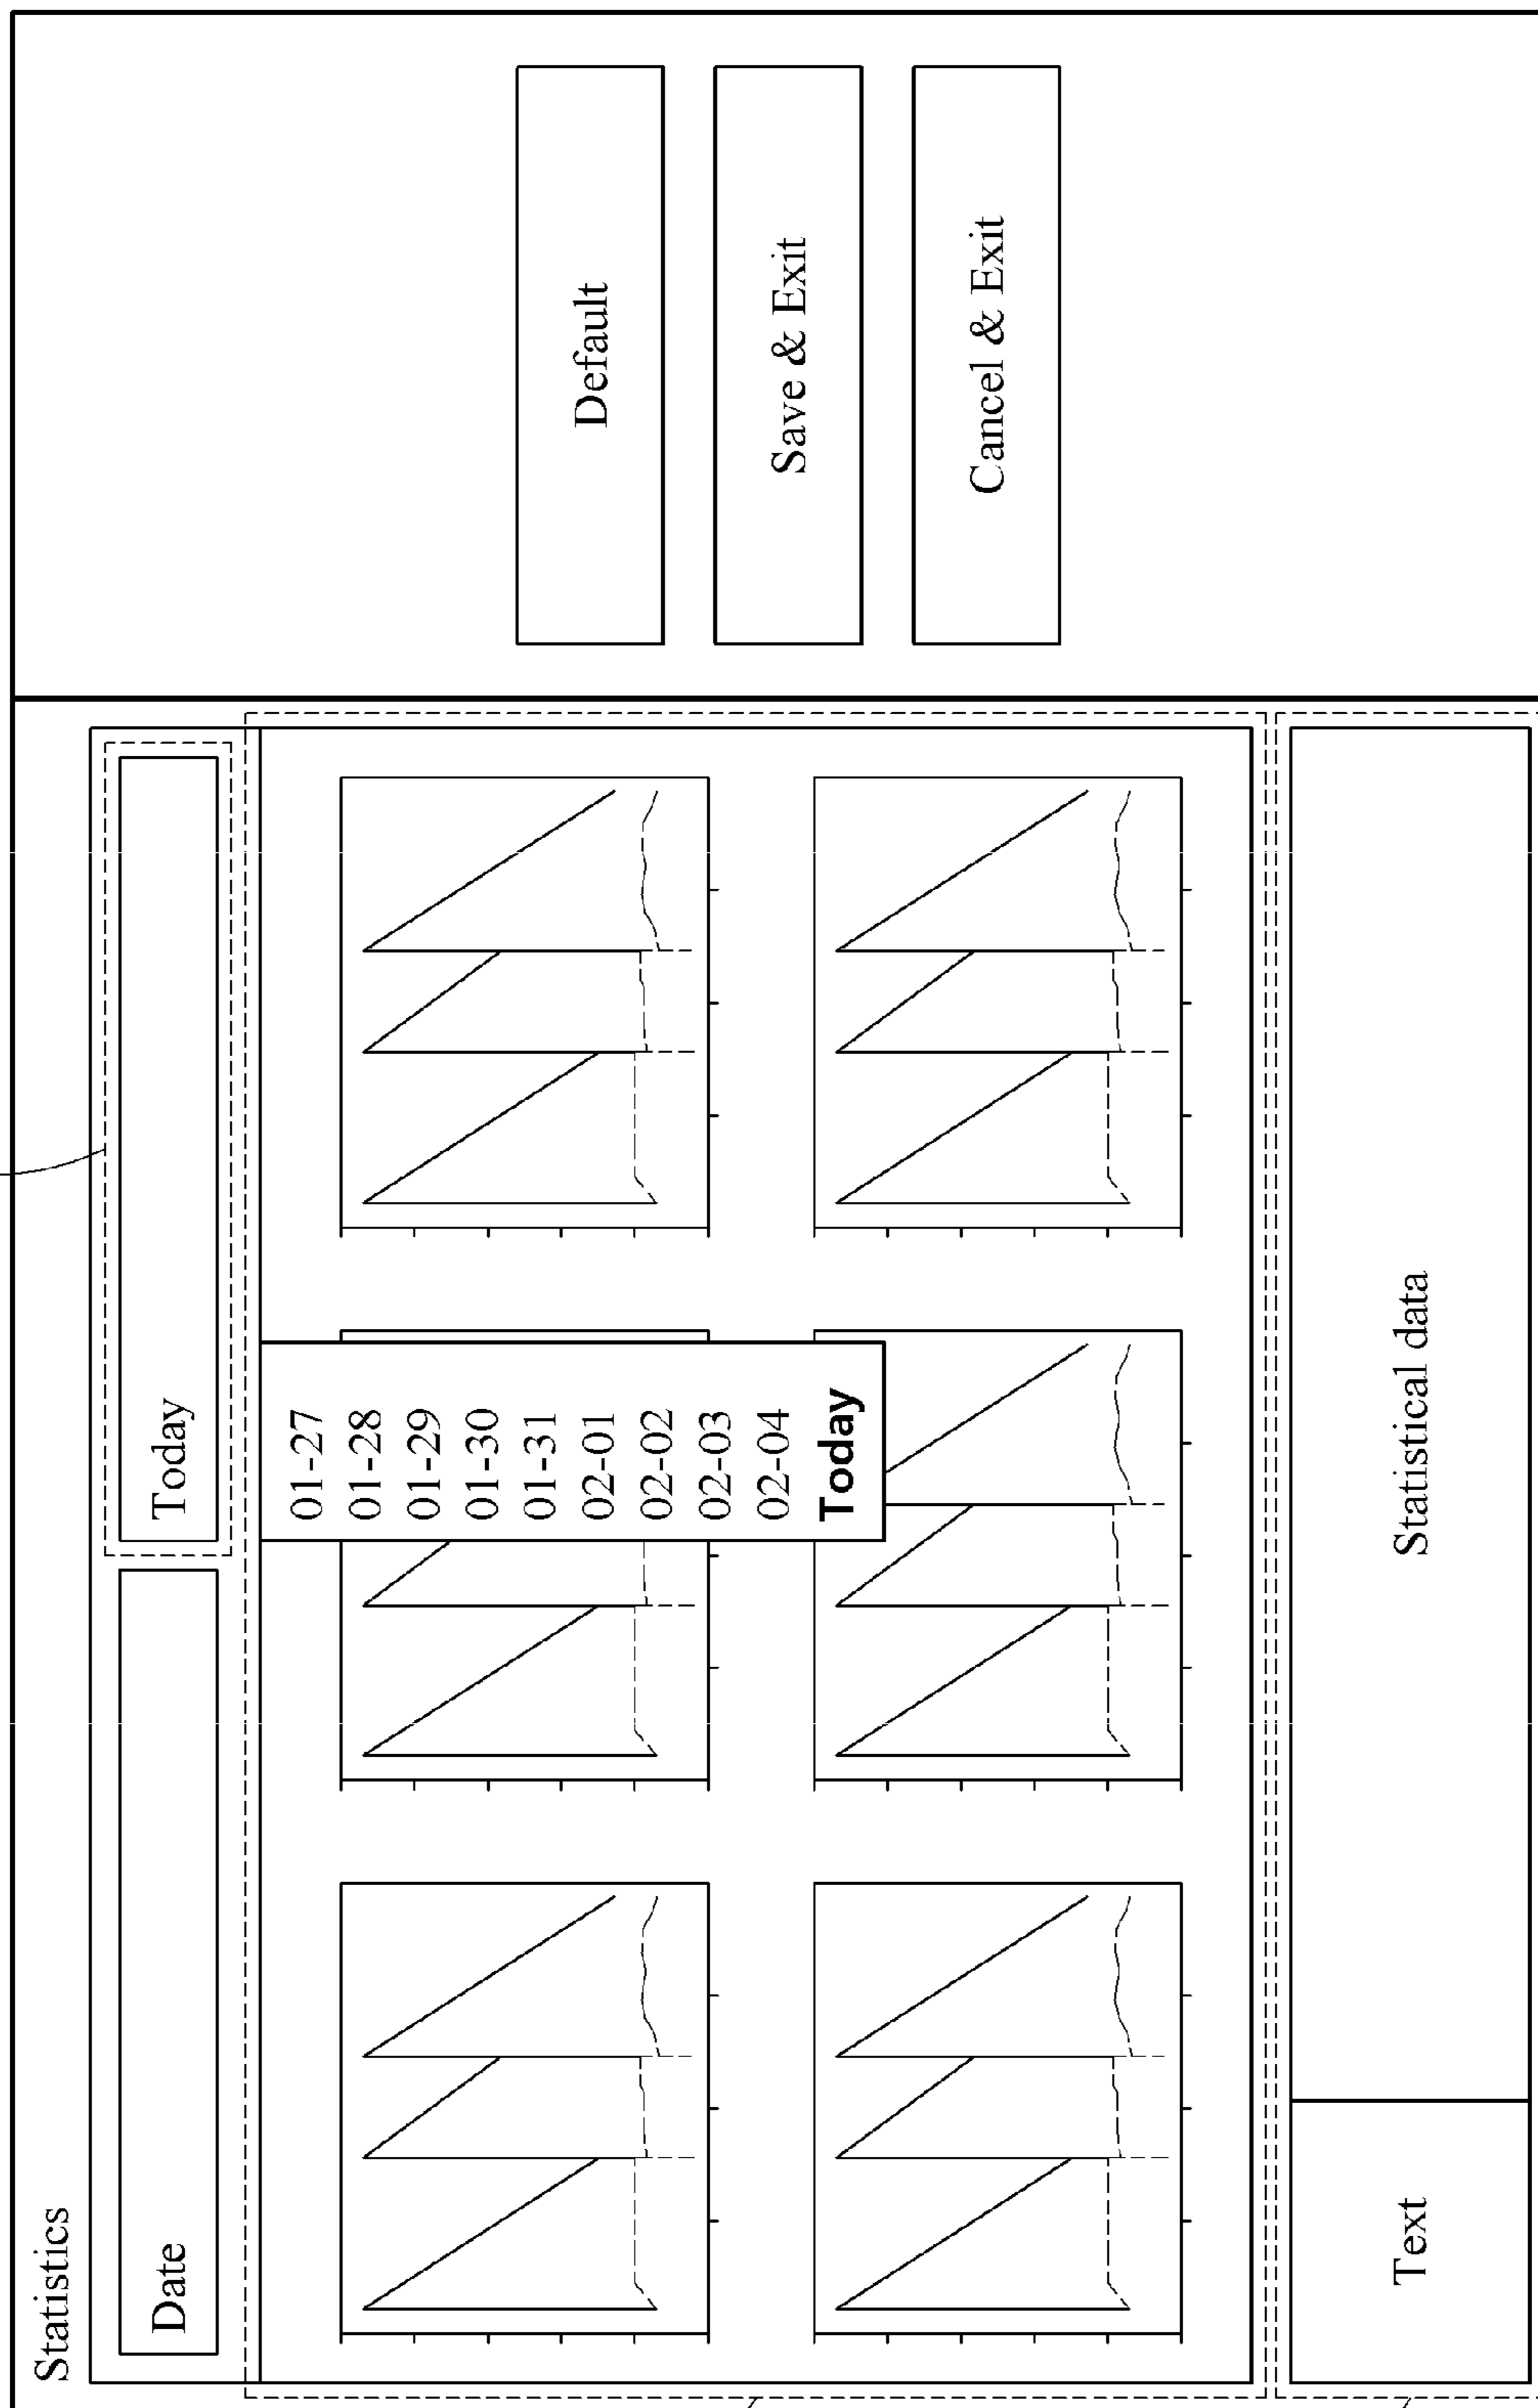 Statistics
Date
Today
01-27
01-28
01-29
01-30
01-31
02-01
02-02
02-03
02-04
Today
Text
Statistical data
Default
Save & Exit
Cancel & Exit